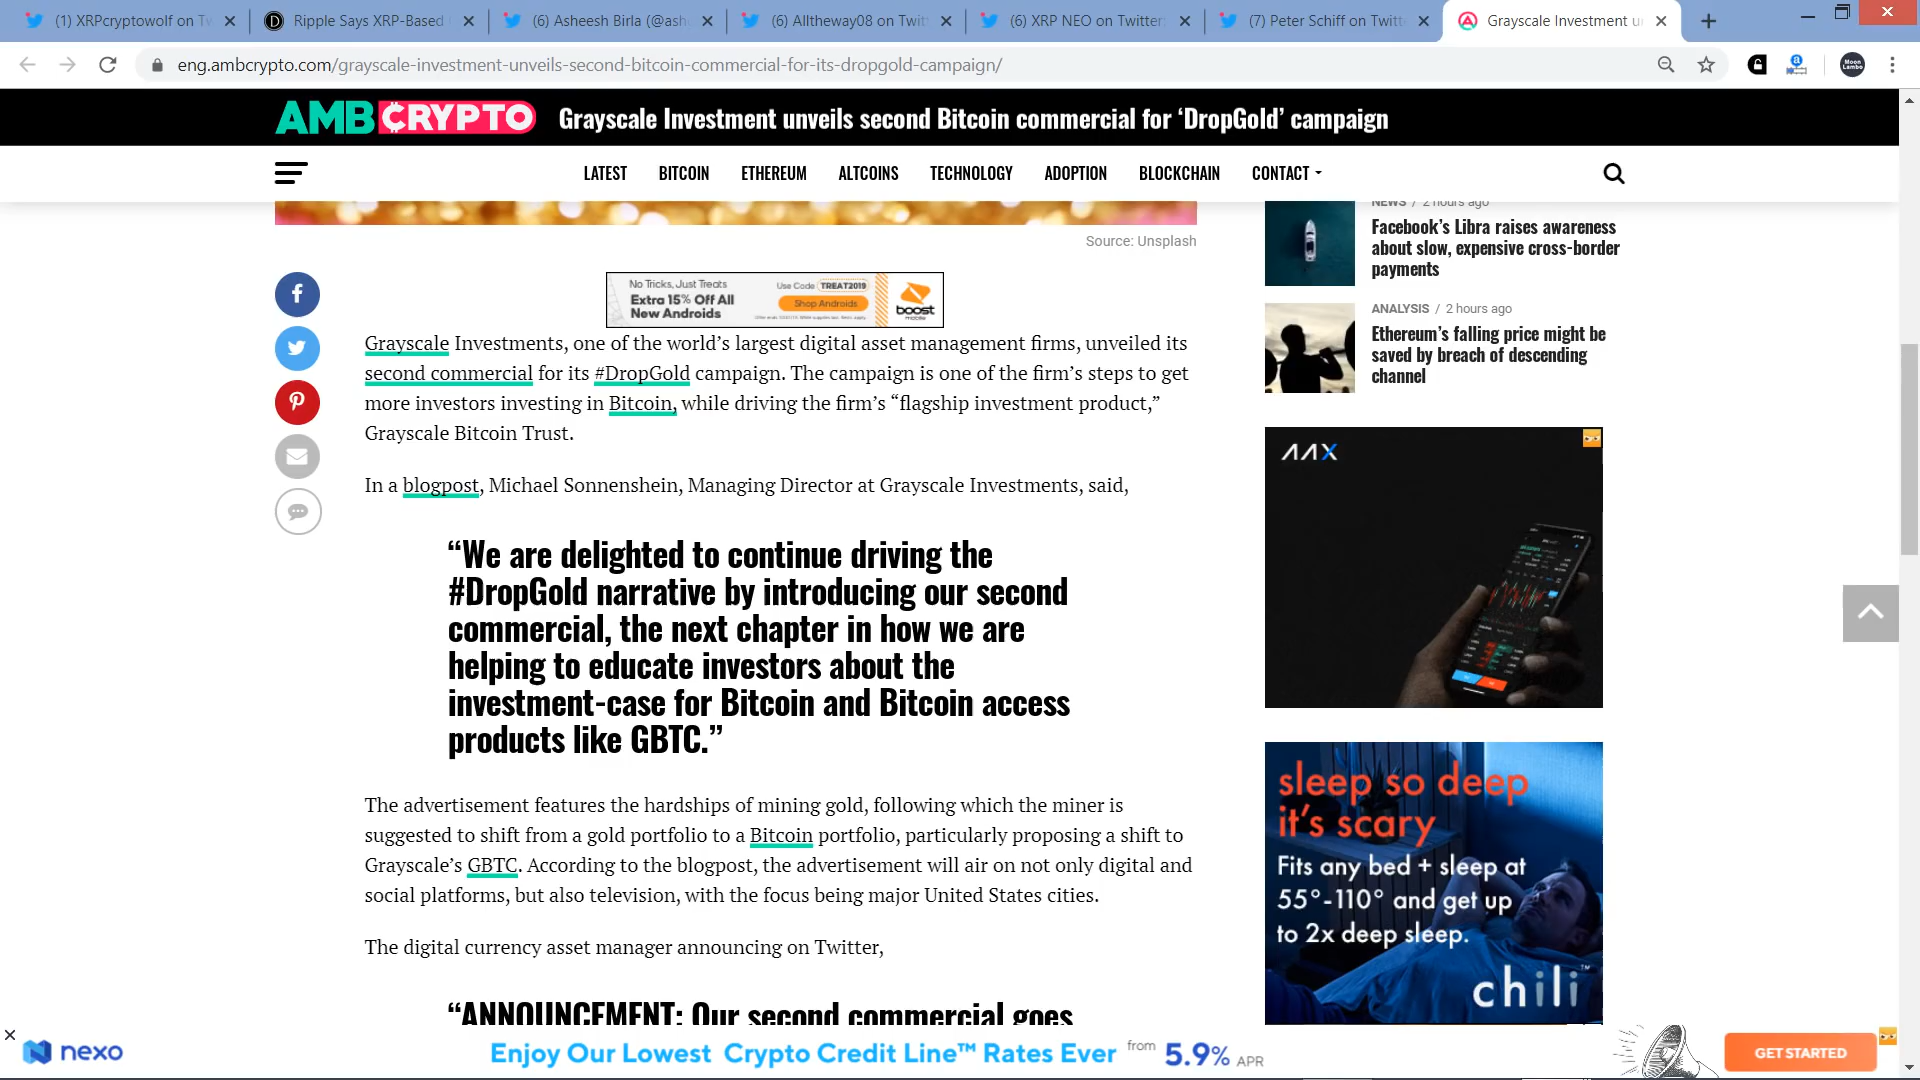 (1) XRPcryptowolf on Tw
Ripple Says XRP-Based
(6) Asheesh Birla (@ash
(6) Alltheway08 on Twit
(6) XRP NEO on Twitter
(7) Peter Schiff on Twitt
Grayscale Investment u
eng.ambcrypto.com/grayscale-investment-unveils-second-bitcoin-commercial-for-its-dropgold-campaign/
Moon Lambo
AMBCRYPTO
Grayscale Investment unveils second Bitcoin commercial for ‘DropGold’ campaign
LATEST BITCOIN ETHEREUM ALTCOINS TECHNOLOGY ADOPTION BLOCKCHAIN CONTACT
Source: Unsplash
No Tricks, Just Treats
Extra 15% Off All
New Androids
Use Code TREAT2019
Shop Androids
boost
mobile
Grayscale Investments, one of the world’s largest digital asset management firms, unveiled its
second commercial for its #DropGold campaign. The campaign is one of the firm’s steps to get
more investors investing in Bitcoin, while driving the firm’s “flagship investment product,”
Grayscale Bitcoin Trust.
In a blogpost, Michael Sonnenshein, Managing Director at Grayscale Investments, said,
“We are delighted to continue driving the
#DropGold narrative by introducing our second
commercial, the next chapter in how we are
helping to educate investors about the
investment-case for Bitcoin and Bitcoin access
products like GBTC.”
The advertisement features the hardships of mining gold, following which the miner is
suggested to shift from a gold portfolio to a Bitcoin portfolio, particularly proposing a shift to
Grayscale’s GBTC. According to the blogpost, the advertisement will air on not only digital and
social platforms, but also television, with the focus being major United States cities.
The digital currency asset manager announcing on Twitter,
“ANNOUNCEMENT: Our second commercial goes
NEWS / 2 hours ago
Facebook’s Libra raises awareness
about slow, expensive cross-border
payments
ANALYSIS / 2 hours ago
Ethereum’s falling price might be
saved by breach of descending
channel
AAX
sleep so deep
it’s scary
Fits any bed + sleep at
55°-110° and get up
to 2x deep sleep.
chili™
nexo
Enjoy Our Lowest Crypto Credit Line™ Rates Ever from 5.9% APR
GET STARTED